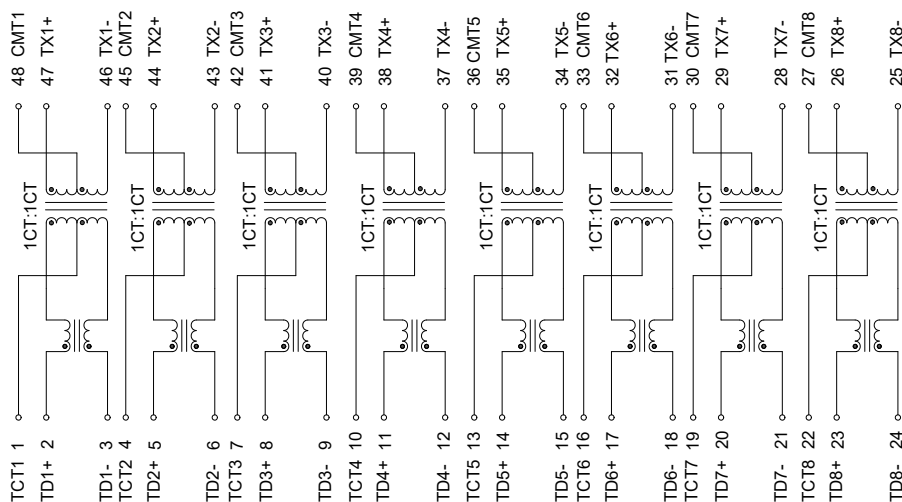 48 CMT1
47 TX1+
46 TX1-
45 CMT2
44 TX2+
43 TX2-
42 CMT3
41 TX3+
40 TX3-
39 CMT4
38 TX4+
37 TX4-
36 CMT5
35 TX5+
34 TX5-
33 CMT6
32 TX6+
31 TX6-
30 CMT7
29 TX7+
28 TX7-
27 CMT8
26 TX8+
25 TX8-
1CT:1CT
1CT:1CT
1CT:1CT
1CT:1CT
1CT:1CT
1CT:1CT
1CT:1CT
1CT:1CT
TCT1 1
TD1+ 2
TD1- 3
TCT2 4
TD2+ 5
TD2- 6
TCT3 7
TD3+ 8
TD3- 9
TCT4 10
TD4+ 11
TD4- 12
TCT5 13
TD5+ 14
TD5- 15
TCT6 16
TD6+ 17
TD6- 18
TCT7 19
TD7+ 20
TD7- 21
TCT8 22
TD8+ 23
TD8- 24